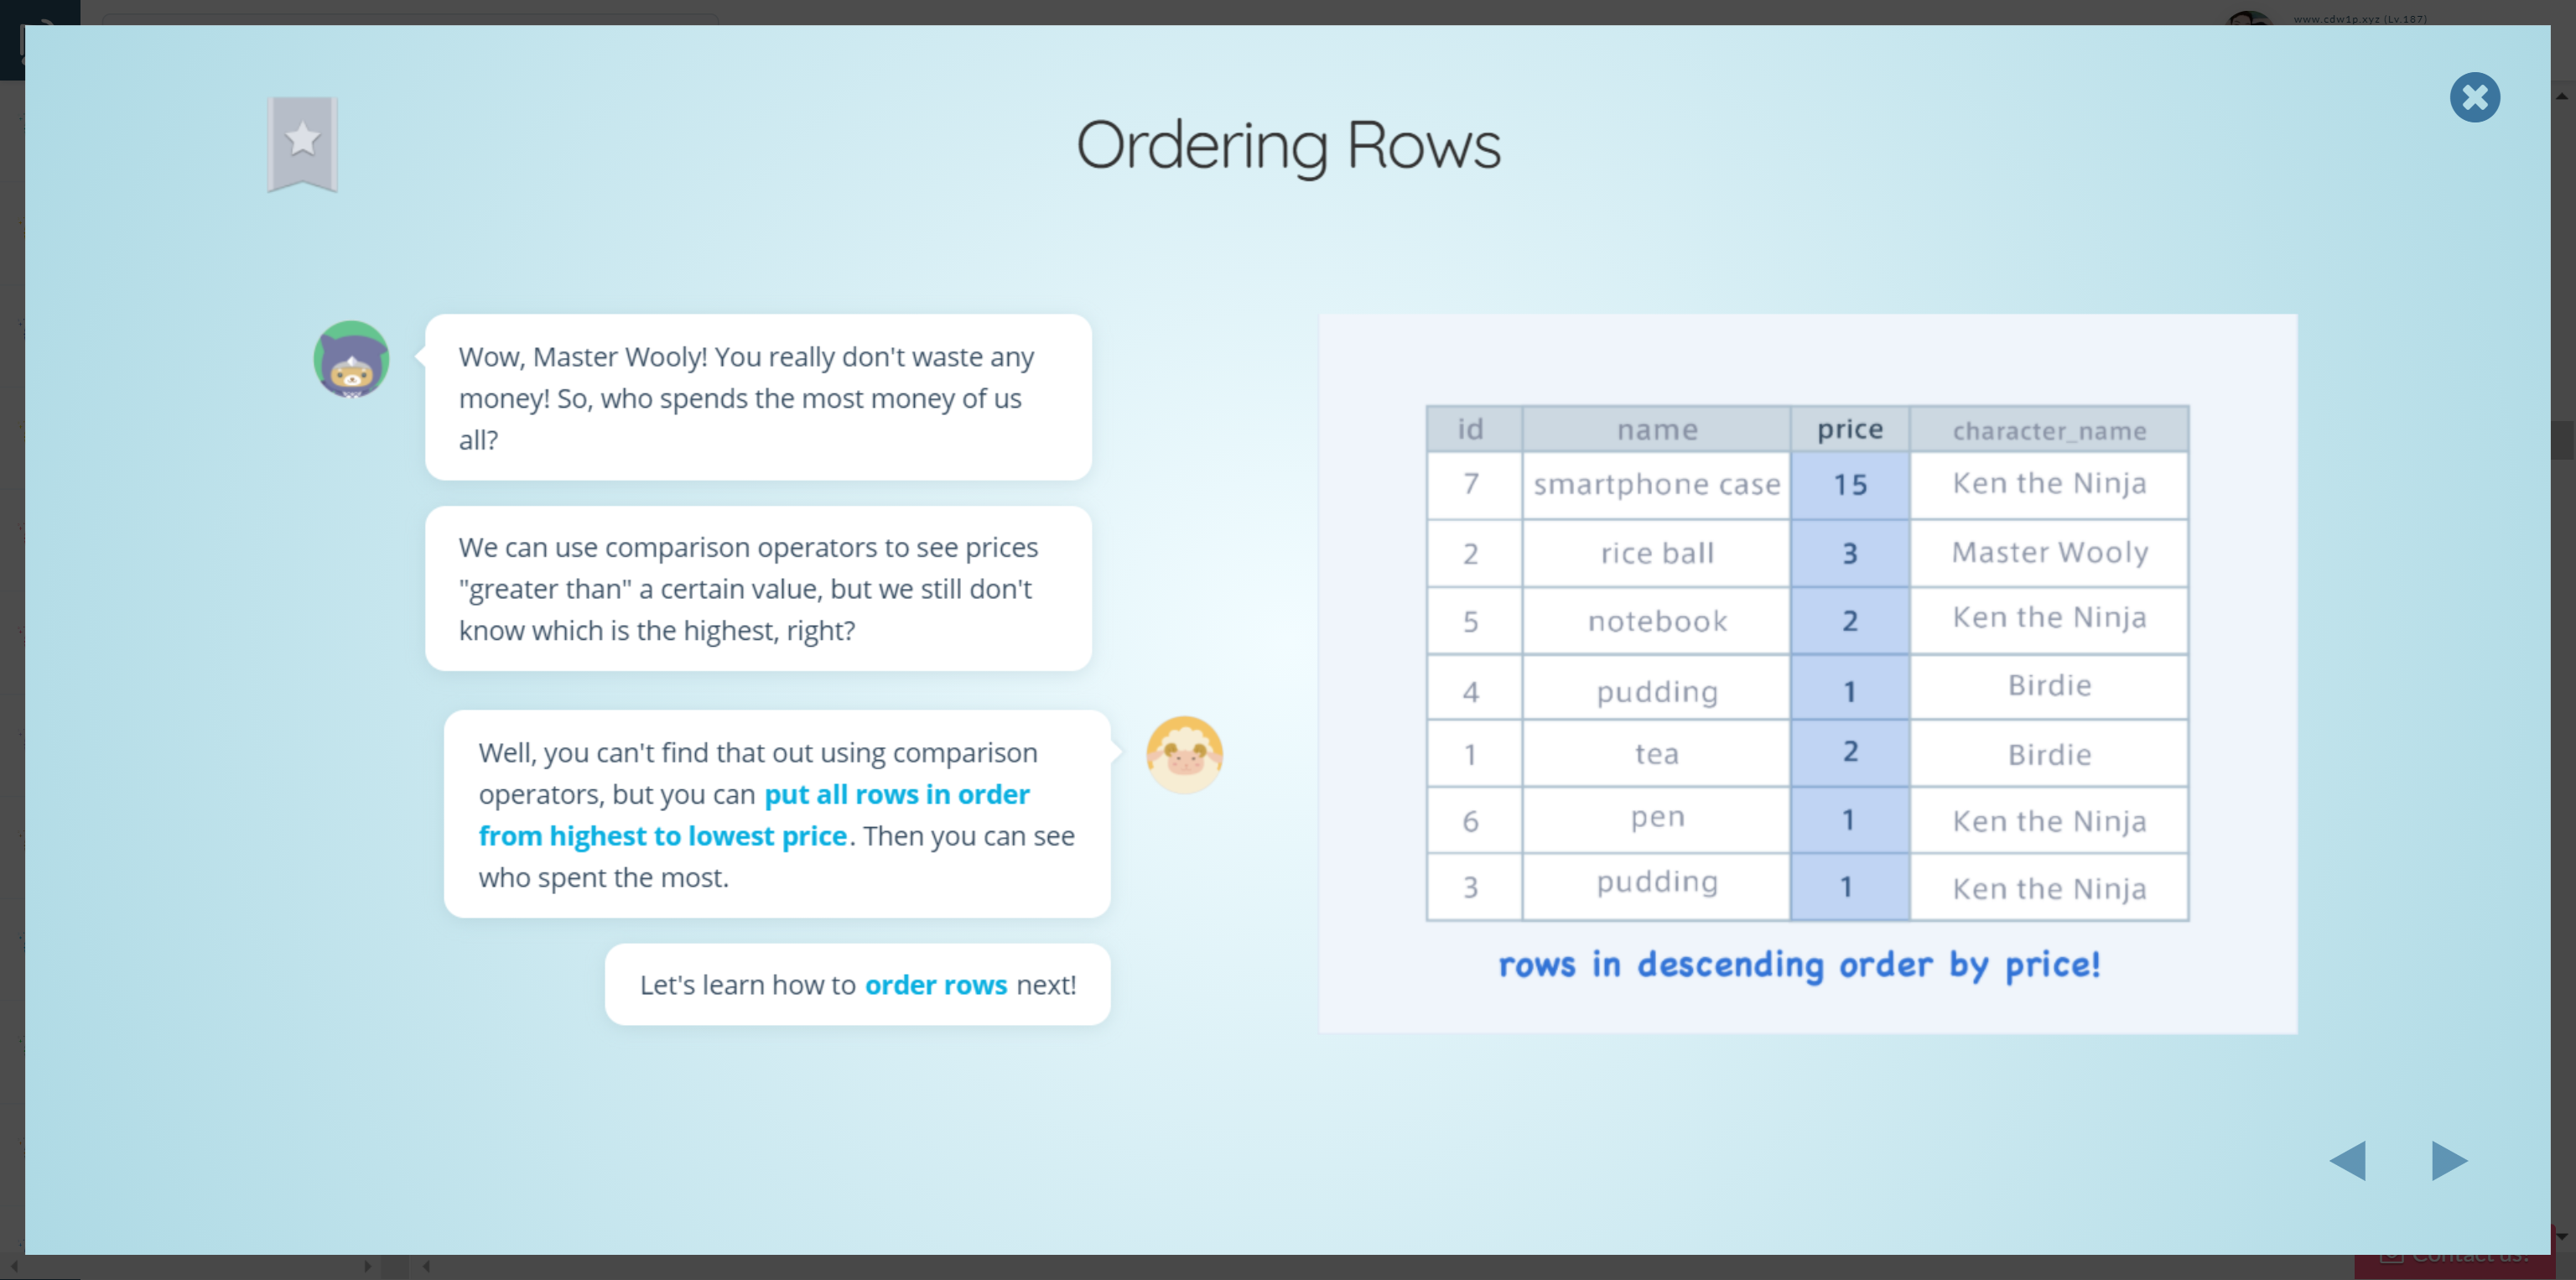 www.cdw1p.xyz (Lv.187)
Ordering Rows
Wow, Master Wooly! You really don't waste any
money! So, who spends the most money of us
all?
We can use comparison operators to see prices
"greater than" a certain value, but we still don't
know which is the highest, right?
Well, you can't find that out using comparison
operators, but you can put all rows in order
from highest to lowest price. Then you can see
who spent the most.
Let's learn how to order rows next!
id name price character_name
7 smartphone case 15 Ken the Ninja
2 rice ball 3 Master Wooly
5 notebook 2 Ken the Ninja
4 pudding 1 Birdie
1 tea 2 Birdie
6 pen 1 Ken the Ninja
3 pudding 1 Ken the Ninja
rows in descending order by price!
Contact us!